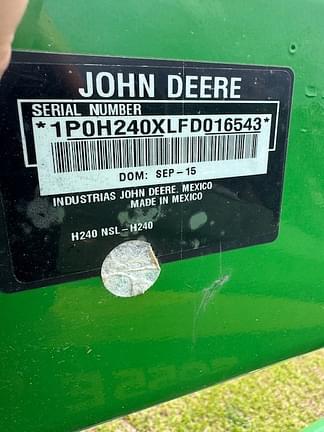 JOHN DEERE
SERIAL NUMBER
*1P0H240XLFD016543*
DOM: SEP-15
INDUSTRIAS JOHN DEERE. MEXICO
MADE IN MEXICO
H240 NSL-H240